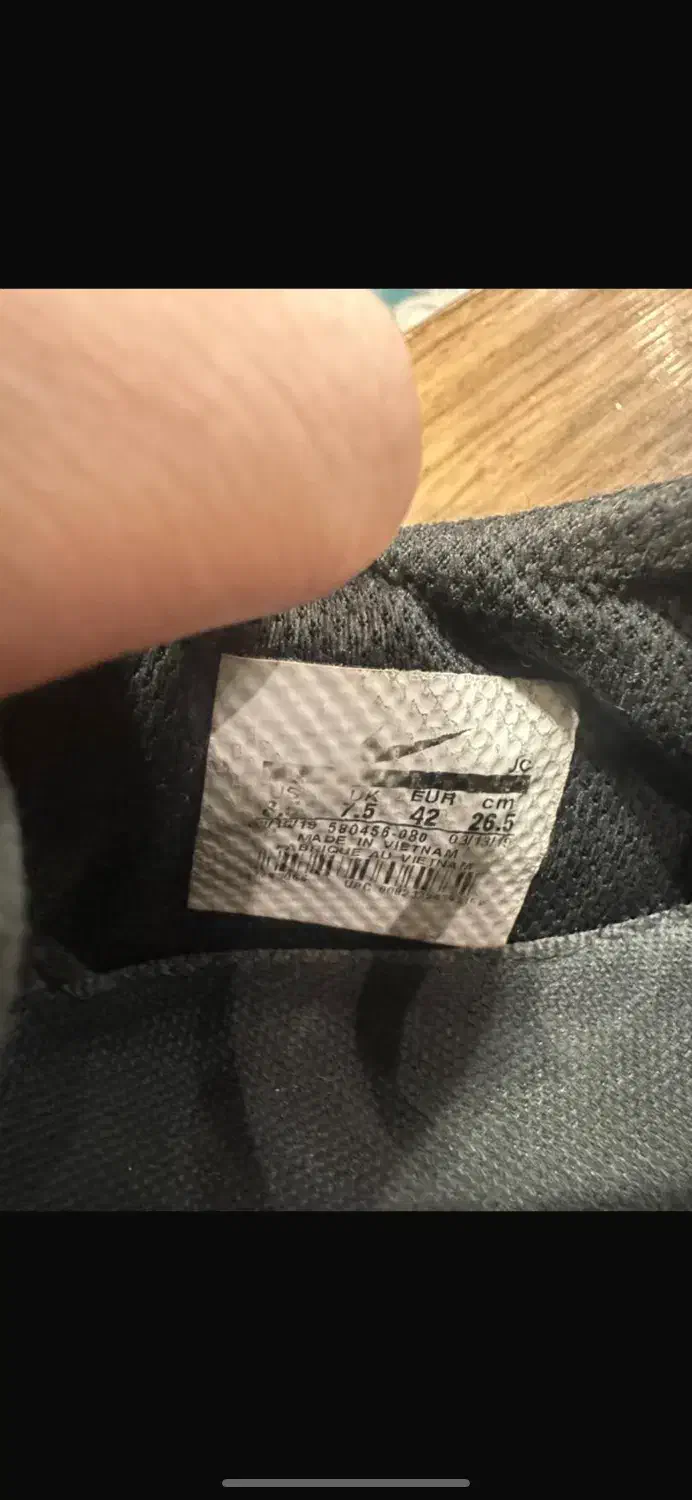 JC
US UK EUR cm
7.5 42 26.5
580456-080
MADE IN VIETNAM
FABRIQUE AU VIETNAM
UPC